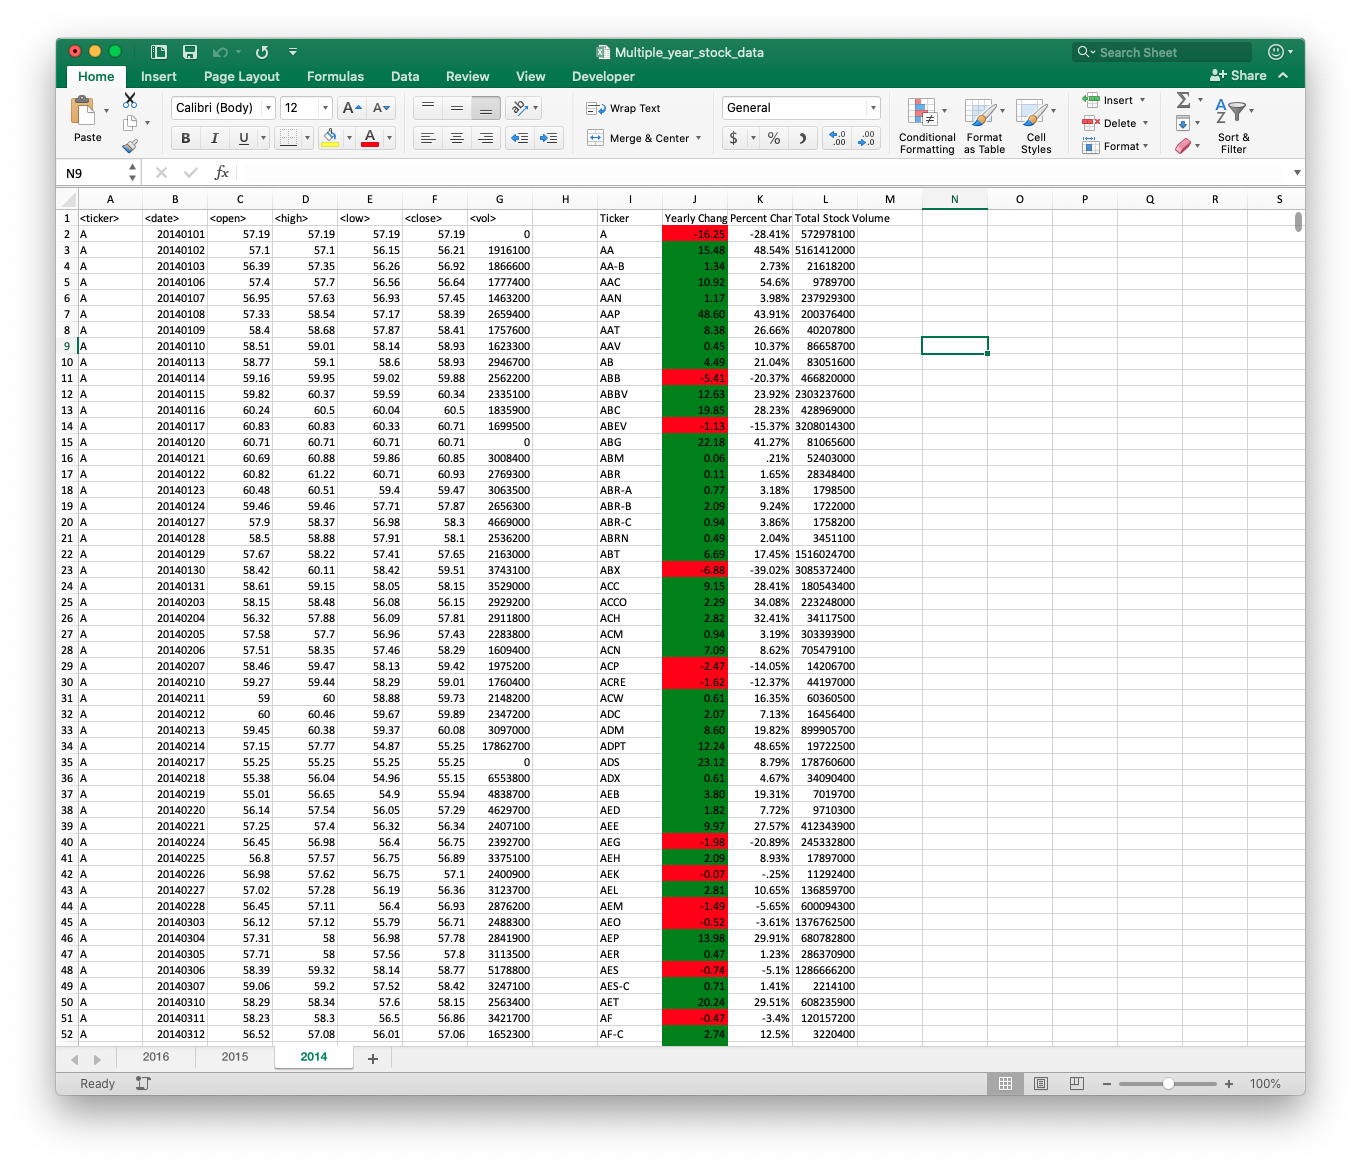 Multiple_year_stock_data
Search Sheet
Home Insert Page Layout Formulas Data Review View Developer Share
Paste Calibri (Body) 12 A A Wrap Text General Insert
B I U A Merge & Center $ % ) .0 .00 .00 .0 Conditional Formatting Format as Table Cell Styles Delete Format Sort & Filter
N9 fx
A B C D E F G H I J K L M N O P Q R S
1 <ticker> <date> <open> <high> <low> <close> <vol> Ticker Yearly Chang Percent Char Total Stock Volume
2 A 20140101 57.19 57.19 57.19 57.19 0 A -16.25 -28.41% 572978100
3 A 20140102 57.1 57.1 56.15 56.21 1916100 AA 15.48 48.54% 5161412000
4 A 20140103 56.39 57.35 56.26 56.92 1866600 AA-B 1.34 2.73% 21618200
5 A 20140106 57.4 57.7 56.56 56.64 1777400 AAC 10.92 54.6% 9789700
6 A 20140107 56.95 57.63 56.93 57.45 1463200 AAN 1.17 3.98% 237929300
7 A 20140108 57.33 58.54 57.17 58.39 2659400 AAP 48.60 43.91% 200376400
8 A 20140109 58.4 58.68 57.87 58.41 1757600 AAT 8.38 26.66% 40207800
9 A 20140110 58.51 59.01 58.14 58.93 1623300 AAV 0.45 10.37% 86658700
10 A 20140113 58.77 59.1 58.6 58.93 2946700 AB 4.49 21.04% 83051600
11 A 20140114 59.16 59.95 59.02 59.88 2562200 ABB -5.41 -20.37% 466820000
12 A 20140115 59.82 60.37 59.59 60.34 2335100 ABBV 12.63 23.92% 2303237600
13 A 20140116 60.24 60.5 60.04 60.5 1835900 ABC 19.85 28.23% 428969000
14 A 20140117 60.83 60.83 60.33 60.71 1699500 ABEV -1.13 -15.37% 3208014300
15 A 20140120 60.71 60.71 60.71 60.71 0 ABG 22.18 41.27% 81065600
16 A 20140121 60.69 60.88 59.86 60.85 3008400 ABM 0.06 .21% 52403000
17 A 20140122 60.82 61.22 60.71 60.93 2769300 ABR 0.11 1.65% 28348400
18 A 20140123 60.48 60.51 59.4 59.47 3063500 ABR-A 0.77 3.18% 1798500
19 A 20140124 59.46 59.46 57.71 57.87 2656300 ABR-B 2.09 9.24% 1722000
20 A 20140127 57.9 58.37 56.98 58.3 4669000 ABR-C 0.94 3.86% 1758200
21 A 20140128 58.5 58.88 57.91 58.1 2536200 ABRN 0.49 2.04% 3451100
22 A 20140129 57.67 58.22 57.41 57.65 2163000 ABT 6.69 17.45% 1516024700
23 A 20140130 58.42 60.11 58.42 59.51 3743100 ABX -6.88 -39.02% 3085372400
24 A 20140131 58.61 59.15 58.05 58.15 3529000 ACC 9.15 28.41% 180543400
25 A 20140203 58.15 58.48 56.08 56.15 2929200 ACCO 2.29 34.08% 223248000
26 A 20140204 56.32 57.88 56.09 57.81 2911800 ACH 2.82 32.41% 34117500
27 A 20140205 57.58 57.7 56.96 57.43 2283800 ACM 0.94 3.19% 303393900
28 A 20140206 57.51 58.35 57.46 58.29 1609400 ACN 7.09 8.62% 705479100
29 A 20140207 58.46 59.47 58.13 59.42 1975200 ACP -2.47 -14.05% 14206700
30 A 20140210 59.27 59.44 58.29 59.01 1760400 ACRE -1.62 -12.37% 44197000
31 A 20140211 59 60 58.88 59.73 2148200 ACW 0.61 16.35% 60360500
32 A 20140212 60 60.46 59.67 59.89 2347200 ADC 2.07 7.13% 16456400
33 A 20140213 59.45 60.38 59.37 60.08 3097000 ADM 8.60 19.82% 899905700
34 A 20140214 57.15 57.77 54.87 55.25 17862700 ADPT 12.24 48.65% 19722500
35 A 20140217 55.25 55.25 55.25 55.25 0 ADS 23.12 8.79% 178760600
36 A 20140218 55.38 56.04 54.96 55.15 6553800 ADX 0.61 4.67% 34090400
37 A 20140219 55.01 56.65 54.9 55.94 4838700 AEB 3.80 19.31% 7019700
38 A 20140220 56.14 57.54 56.05 57.29 4629700 AED 1.82 7.72% 9710300
39 A 20140221 57.25 57.4 56.32 56.34 2407100 AEE 9.97 27.57% 412343900
40 A 20140224 56.45 56.98 56.4 56.75 2392700 AEG -1.98 -20.89% 245332800
41 A 20140225 56.8 57.57 56.75 56.89 3375100 AEH 2.09 8.93% 17897000
42 A 20140226 56.98 57.62 56.75 57.1 2400900 AEK -0.07 -.25% 11292400
43 A 20140227 57.02 57.28 56.19 56.36 3123700 AEL 2.81 10.65% 136859700
44 A 20140228 56.45 57.11 56.4 56.93 2876200 AEM -1.49 -5.65% 600094300
45 A 20140303 56.12 57.12 55.79 56.71 2488300 AEO -0.52 -3.61% 1376762500
46 A 20140304 57.31 58 56.98 57.78 2841900 AEP 13.98 29.91% 680782800
47 A 20140305 57.71 58 57.56 57.8 3113500 AER 0.47 1.23% 286370900
48 A 20140306 58.39 59.32 58.14 58.77 5178800 AES -0.74 -5.1% 1286666200
49 A 20140307 59.06 59.2 57.52 58.42 3247100 AES-C 0.71 1.41% 2214100
50 A 20140310 58.29 58.34 57.6 58.15 2563400 AET 20.24 29.51% 608235900
51 A 20140311 58.23 58.3 56.5 56.86 3421700 AF -0.47 -3.4% 120157200
52 A 20140312 56.52 57.08 56.01 57.06 1652300 AF-C 2.74 12.5% 3220400
2016 2015 2014 +
Ready 100%